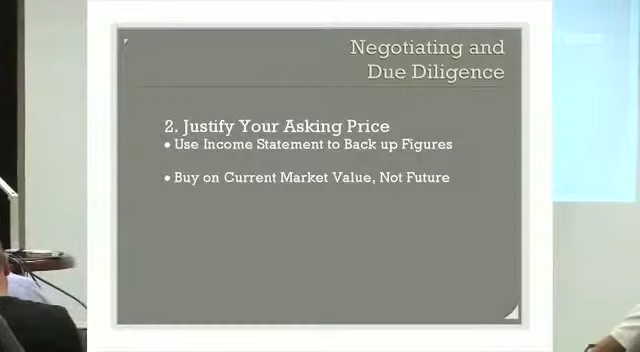 Negotiating and
Due Diligence
2. Justify Your Asking Price
• Use Income Statement to Back up Figures
• Buy on Current Market Value, Not Future